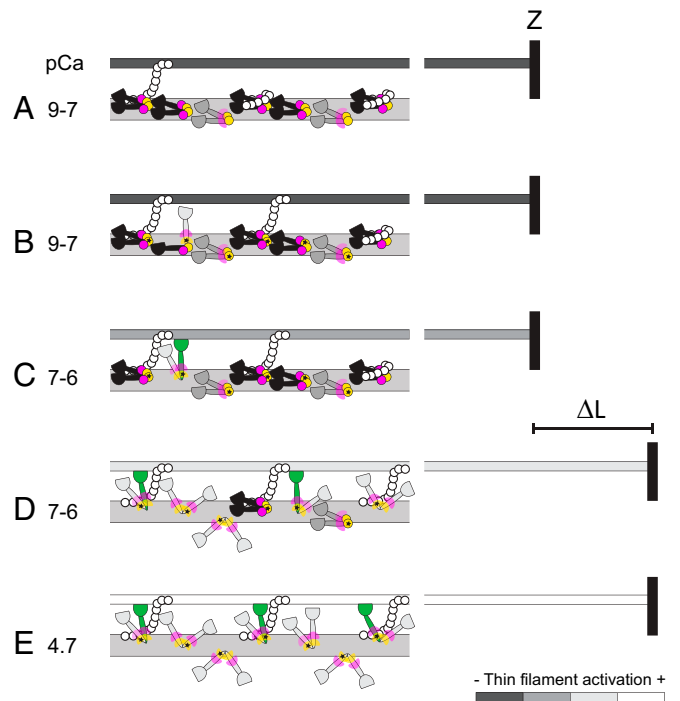 Z
pCa
A 9-7
B 9-7
C 7-6
ΔL
D 7-6
E 4.7
- Thin filament activation +